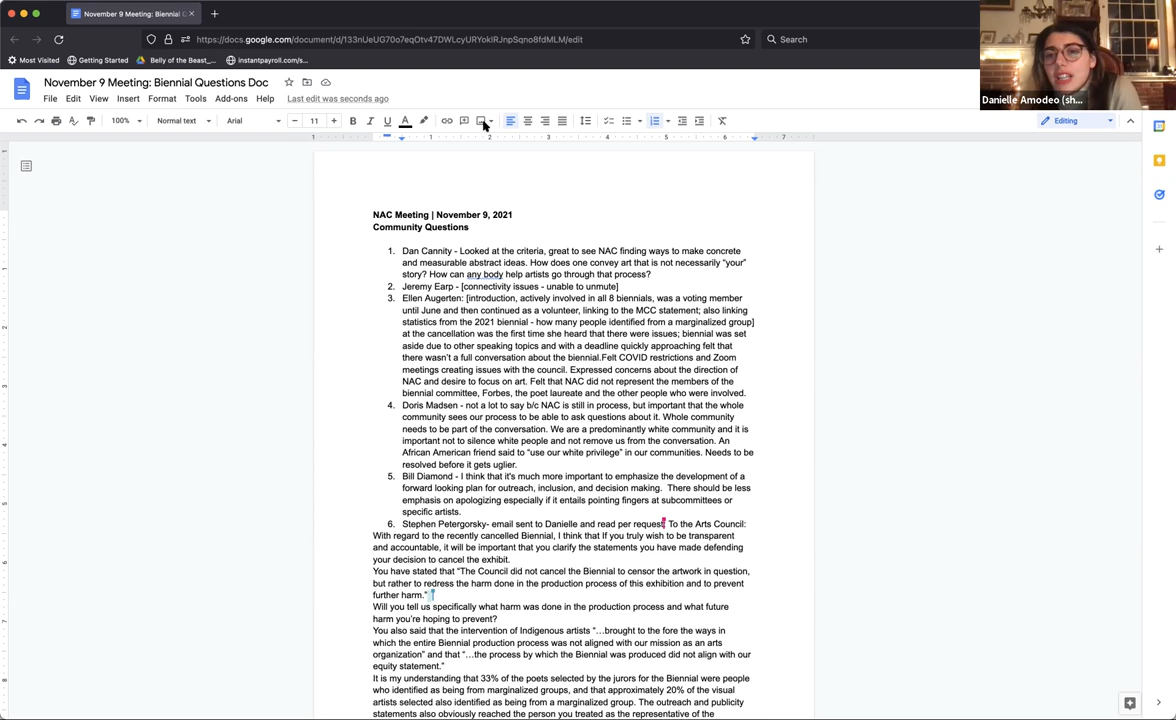 November 9 Meeting: Biennial Q
https://docs.google.com/document/d/133nUeUG70o7eqOtv47DWLcyURYokIRJnpSqno8fdMLM/edit
Search
Most Visited
Getting Started
Belly of the Beast_...
instantpayroll.com/s...
November 9 Meeting: Biennial Questions Doc
File Edit View Insert Format Tools Add-ons Help Last edit was seconds ago
100% Normal text Arial 11 B I U A Editing
Danielle Amodeo (sh...
1 1 2 3 4 5 6 7
NAC Meeting | November 9, 2021
Community Questions
1. Dan Cannity - Looked at the criteria, great to see NAC finding ways to make concrete
and measurable abstract ideas. How does one convey art that is not necessarily "your"
story? How can any body help artists go through that process?
2. Jeremy Earp - [connectivity issues - unable to unmute]
3. Ellen Augerten: [introduction, actively involved in all 8 biennials, was a voting member
until June and then continued as a volunteer, linking to the MCC statement; also linking
statistics from the 2021 biennial - how many people identified from a marginalized group]
at the cancellation was the first time she heard that there were issues; biennial was set
aside due to other speaking topics and with a deadline quickly approaching felt that
there wasn't a full conversation about the biennial.Felt COVID restrictions and Zoom
meetings creating issues with the council. Expressed concerns about the direction of
NAC and desire to focus on art. Felt that NAC did not represent the members of the
biennial committee, Forbes, the poet laureate and the other people who were involved.
4. Doris Madsen - not a lot to say b/c NAC is still in process, but important that the whole
community sees our process to be able to ask questions about it. Whole community
needs to be part of the conversation. We are a predominantly white community and it is
important not to silence white people and not remove us from the conversation. An
African American friend said to "use our white privilege" in our communities. Needs to be
resolved before it gets uglier.
5. Bill Diamond - I think that it's much more important to emphasize the development of a
forward looking plan for outreach, inclusion, and decision making. There should be less
emphasis on apologizing especially if it entails pointing fingers at subcommittees or
specific artists.
6. Stephen Petergorsky- email sent to Danielle and read per request: To the Arts Council:
With regard to the recently cancelled Biennial, I think that If you truly wish to be transparent
and accountable, it will be important that you clarify the statements you have made defending
your decision to cancel the exhibit.
You have stated that "The Council did not cancel the Biennial to censor the artwork in question,
but rather to redress the harm done in the production process of this exhibition and to prevent
further harm."
Will you tell us specifically what harm was done in the production process and what future
harm you're hoping to prevent?
You also said that the intervention of Indigenous artists "…brought to the fore the ways in
which the entire Biennial production process was not aligned with our mission as an arts
organization" and that "…the process by which the Biennial was produced did not align with our
equity statement."
It is my understanding that 33% of the poets selected by the jurors for the Biennial were people
who identified as being from marginalized groups, and that approximately 20% of the visual
artists selected also identified as being from a marginalized group. The outreach and publicity
statements also obviously reached the person you treated as the representative of the